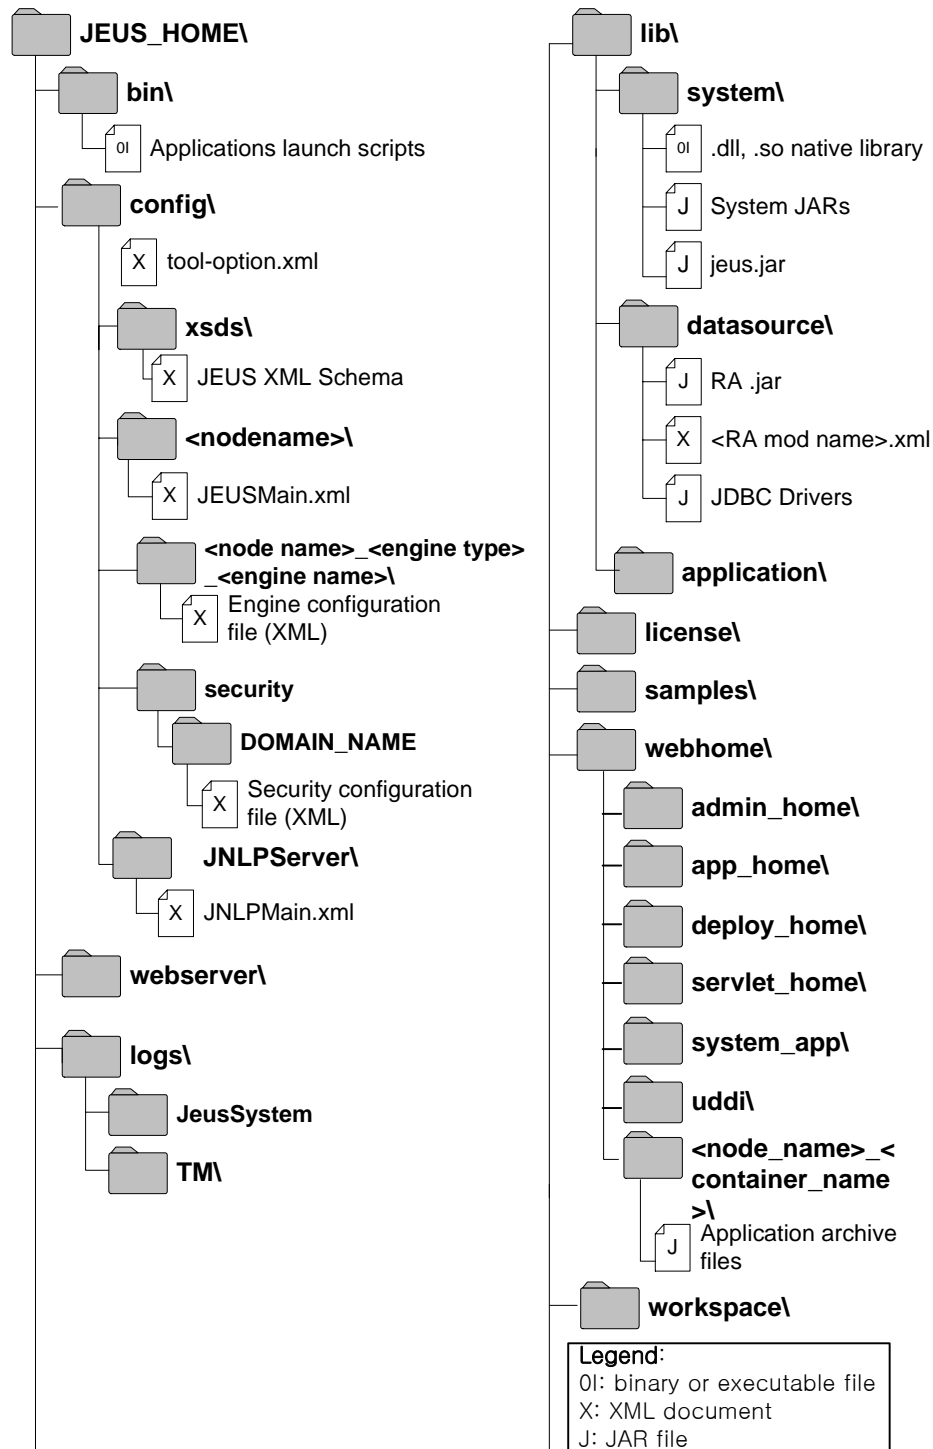 JEUS_HOME\
bin\
0I
Applications launch scripts
config\
X
tool-option.xml
xsds\
X
JEUS XML Schema
<nodename>\
X
JEUSMain.xml
<node name>_<engine type>
_<engine name>\
X
Engine configuration
file (XML)
security
DOMAIN_NAME
X
Security configuration
file (XML)
JNLPServer\
X
JNLPMain.xml
webserver\
logs\
JeusSystem
TM\
lib\
system\
0I
.dll, .so native library
J
System JARs
J
jeus.jar
datasource\
J
RA .jar
X
<RA mod name>.xml
J
JDBC Drivers
application\
license\
samples\
webhome\
admin_home\
app_home\
deploy_home\
servlet_home\
system_app\
uddi\
<node_name>_<
container_name
>\
J
Application archive
files
workspace\
Legend:
0I: binary or executable file
X: XML document
J: JAR file